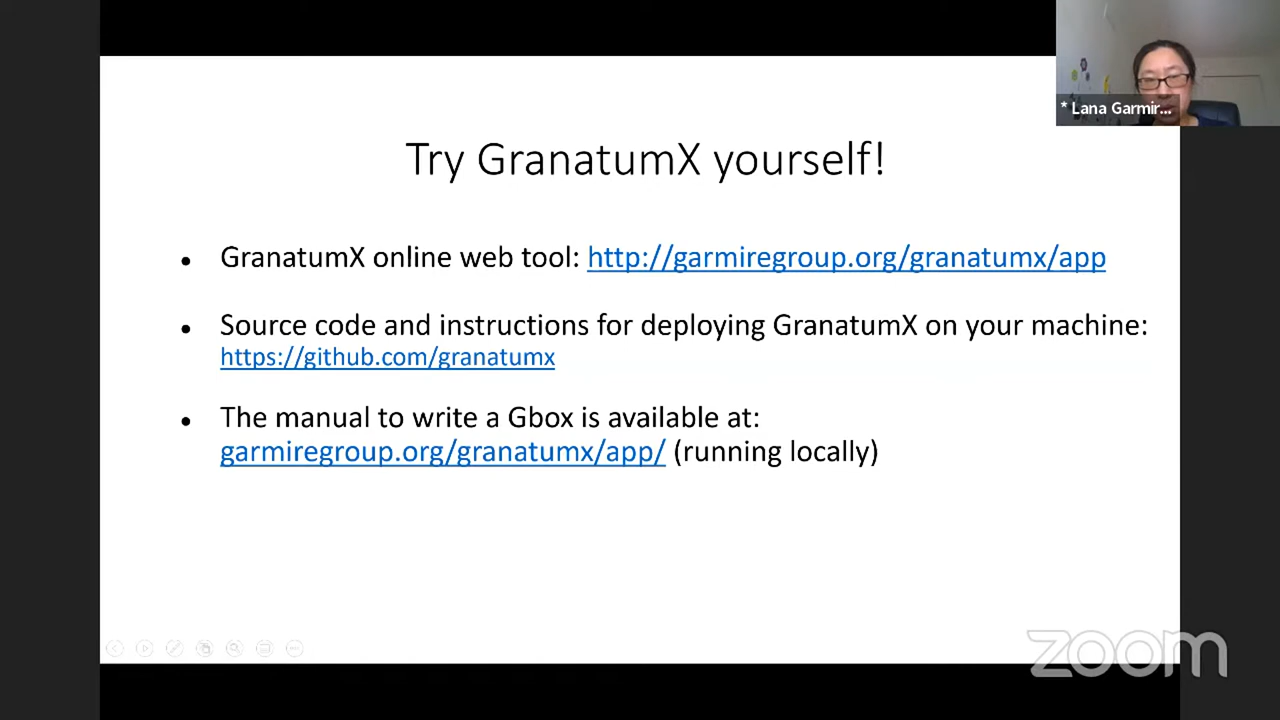 * Lana Garmir...
Try GranatumX yourself!
• GranatumX online web tool: http://garmiregroup.org/granatumx/app
• Source code and instructions for deploying GranatumX on your machine:
https://github.com/granatumx
• The manual to write a Gbox is available at:
garmiregroup.org/granatumx/app/ (running locally)
zoom